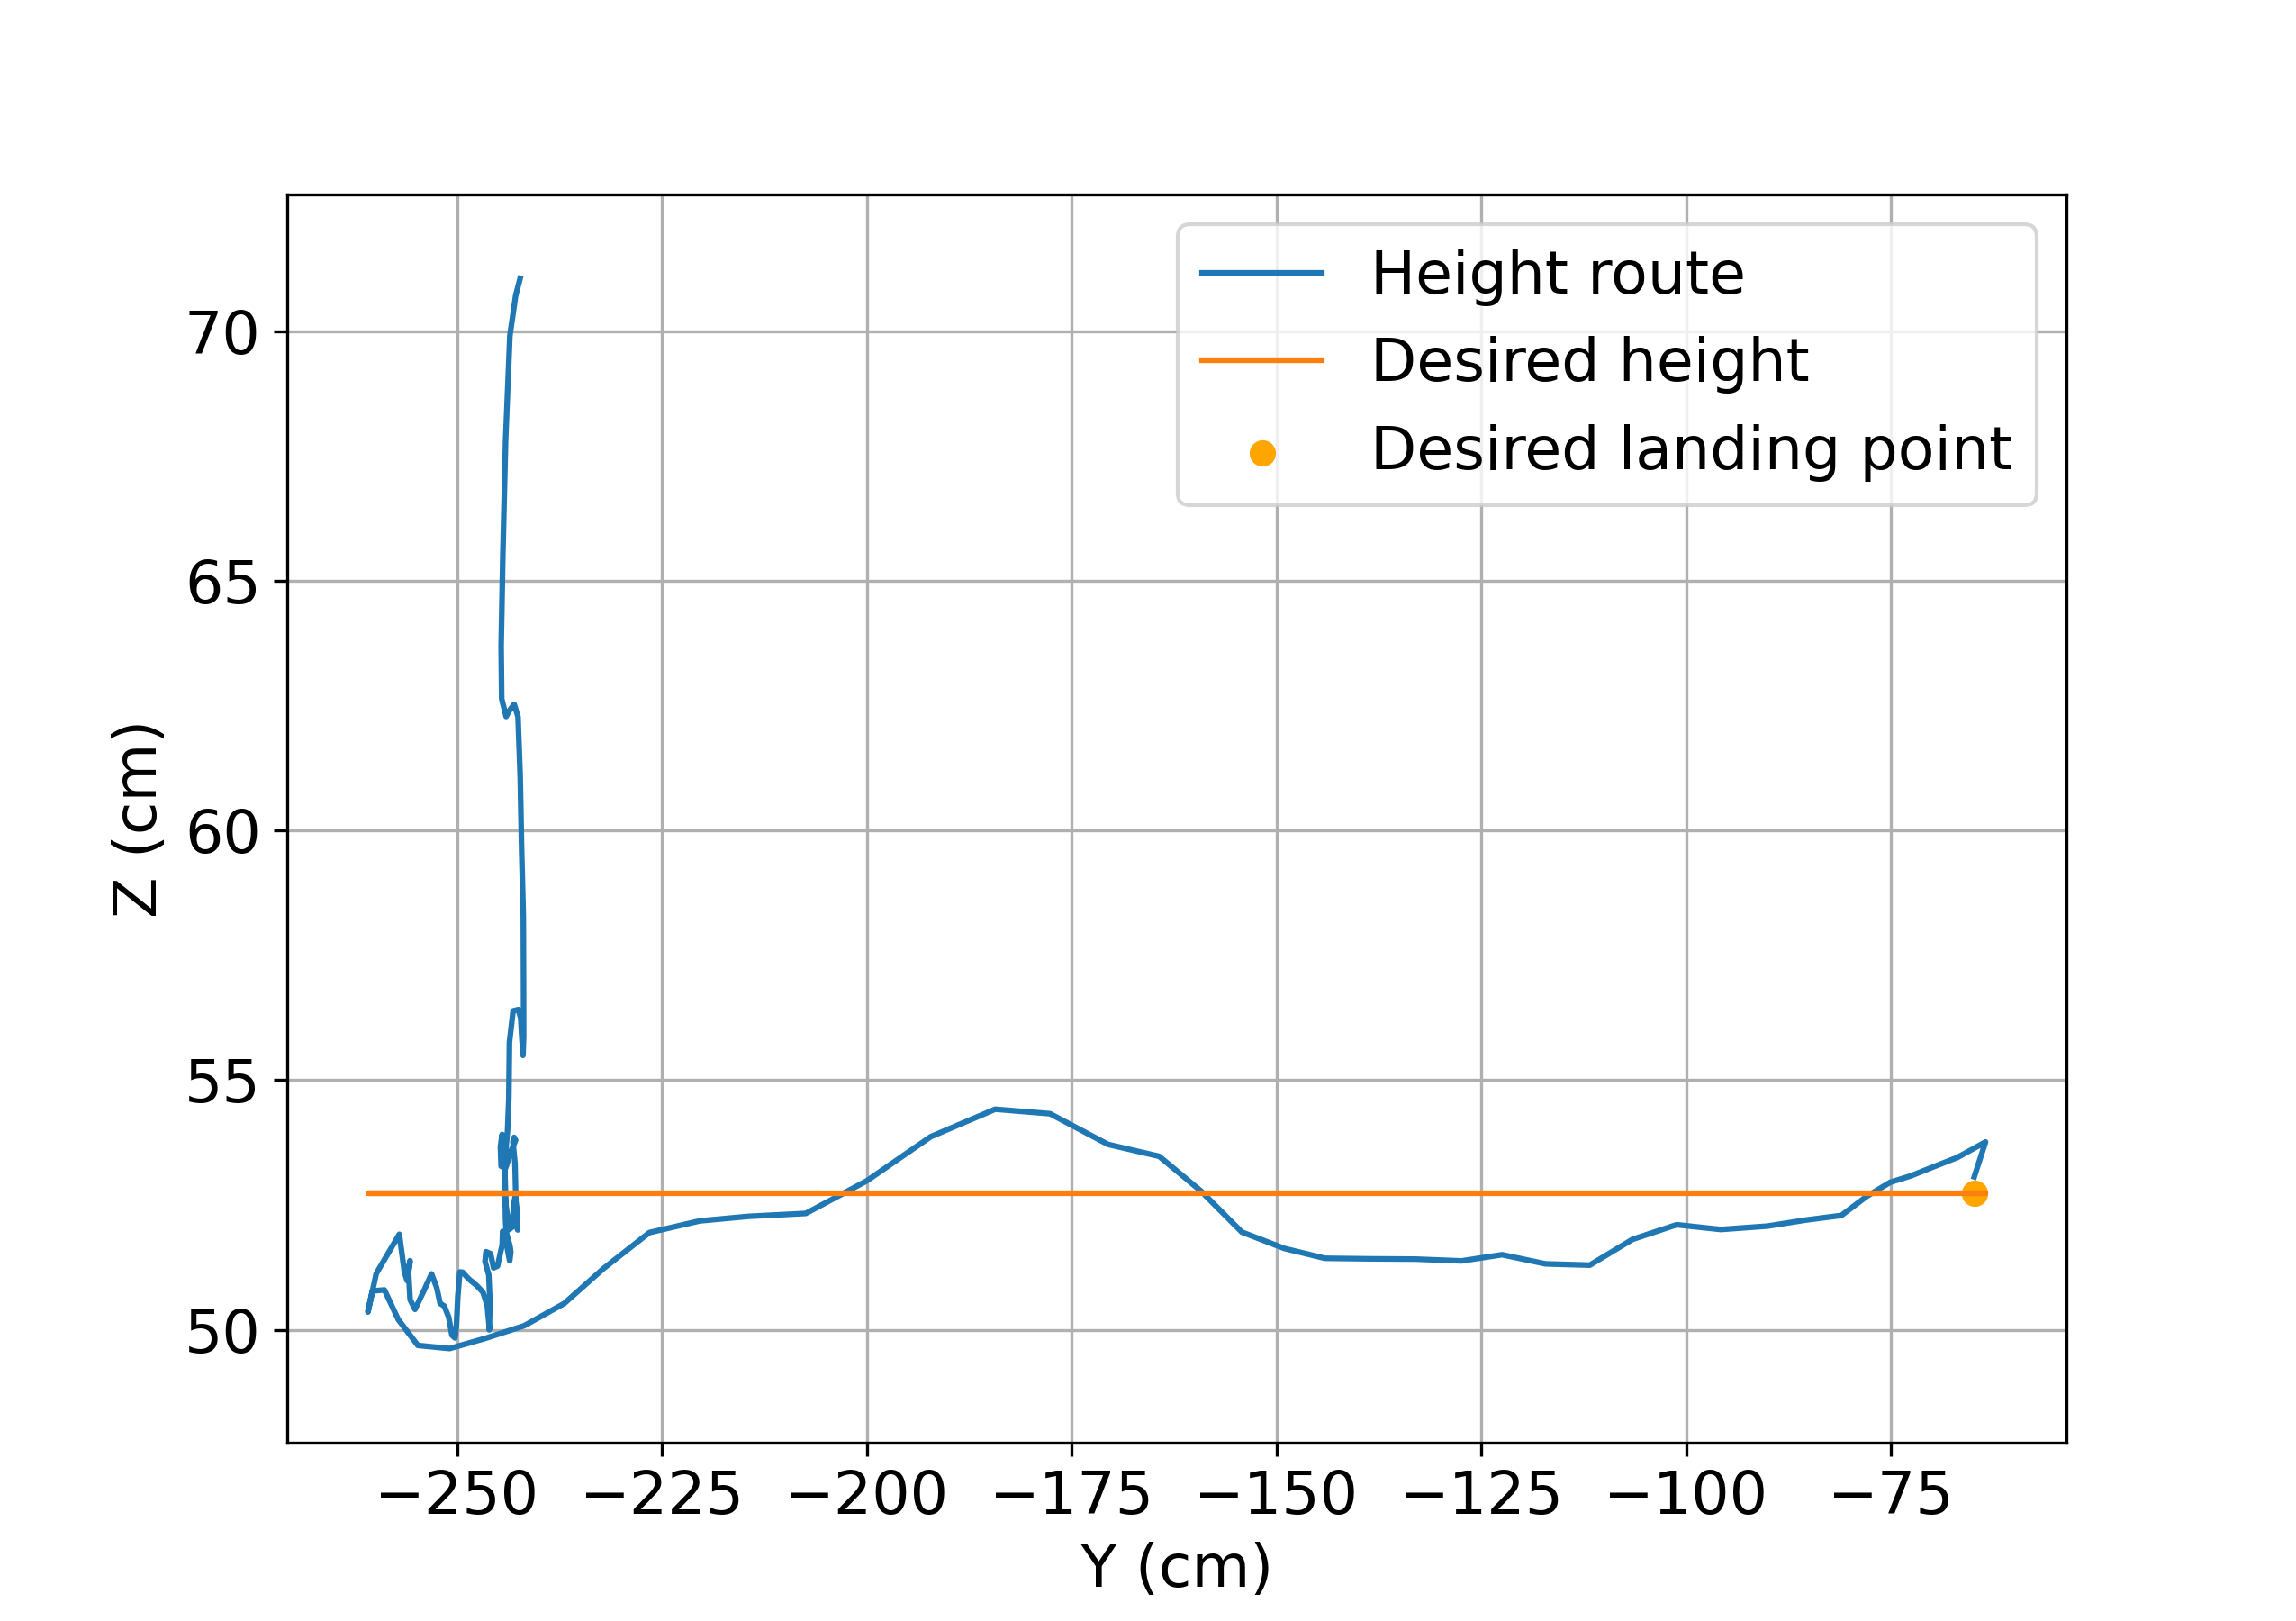 Height route
Desired height
Desired landing point
70
65
60
55
50
Z (cm)
−250
−225
−200
−175
−150
−125
−100
−75
Y (cm)